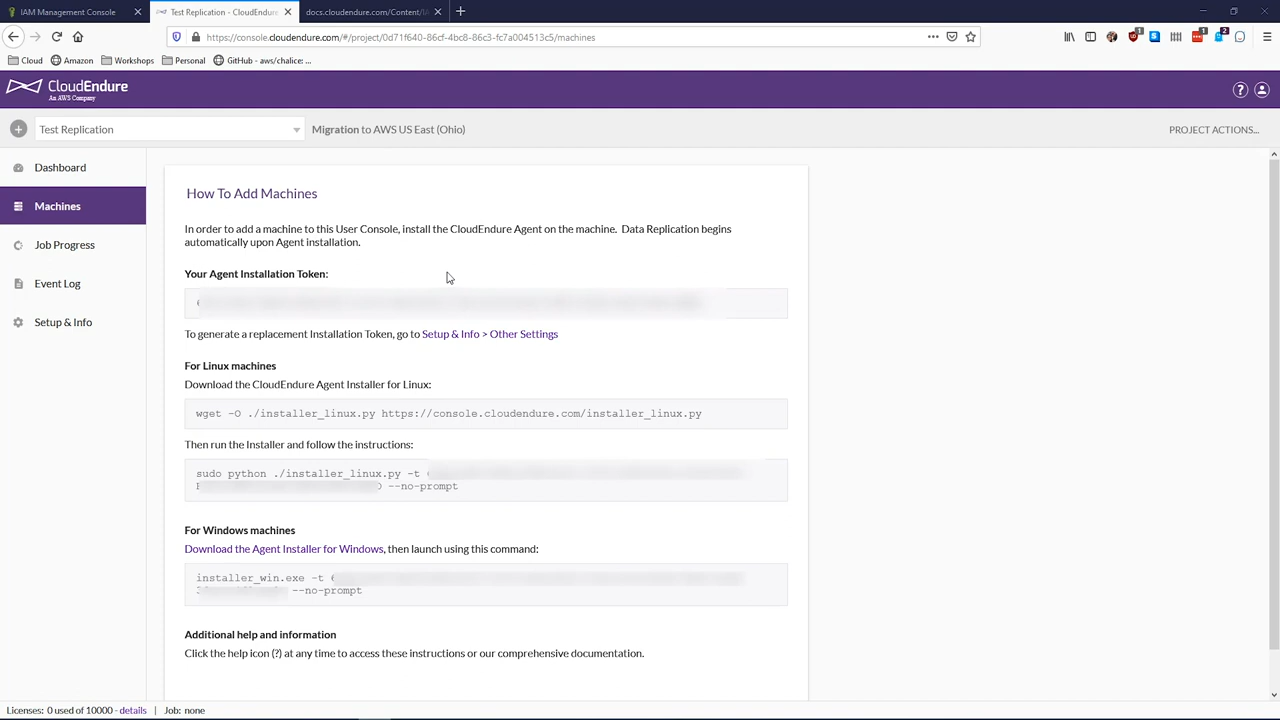 IAM Management Console
Test Replication - CloudEndure
docs.cloudendure.com/Content/IA
https://console.cloudendure.com/#/project/0d71f640-86cf-4bc8-86c3-fc7a004513c5/machines
Cloud
Amazon
Workshops
Personal
GitHub - aws/chalice: ...
CloudEndure
An AWS Company
Test Replication
Migration to AWS US East (Ohio)
PROJECT ACTIONS...
Dashboard
Machines
Job Progress
Event Log
Setup & Info
How To Add Machines
In order to add a machine to this User Console, install the CloudEndure Agent on the machine. Data Replication begins
automatically upon Agent installation.
Your Agent Installation Token:
To generate a replacement Installation Token, go to Setup & Info > Other Settings
For Linux machines
Download the CloudEndure Agent Installer for Linux:
wget -O ./installer_linux.py https://console.cloudendure.com/installer_linux.py
Then run the Installer and follow the instructions:
sudo python ./installer_linux.py -t
--no-prompt
For Windows machines
Download the Agent Installer for Windows, then launch using this command:
installer_win.exe -t
--no-prompt
Additional help and information
Click the help icon (?) at any time to access these instructions or our comprehensive documentation.
Licenses: 0 used of 10000 - details | Job: none